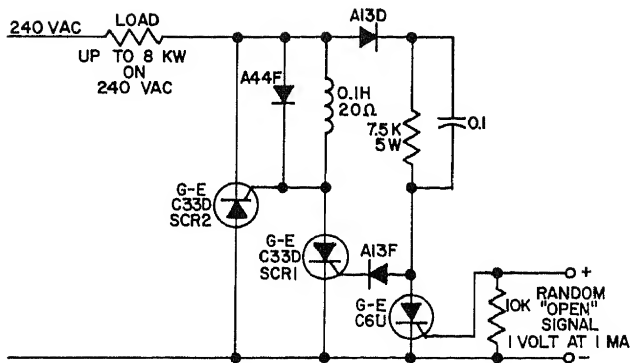 240 VAC
LOAD
UP TO 8 KW
ON
240 VAC
A13D
A44F
0.1H
20Ω
7.5K
5W
0.1
G-E
C33D
SCR2
G-E
C33D
SCR1
A13F
G-E
C6U
10K
+
RANDOM
"OPEN"
SIGNAL
1 VOLT AT 1 MA
−